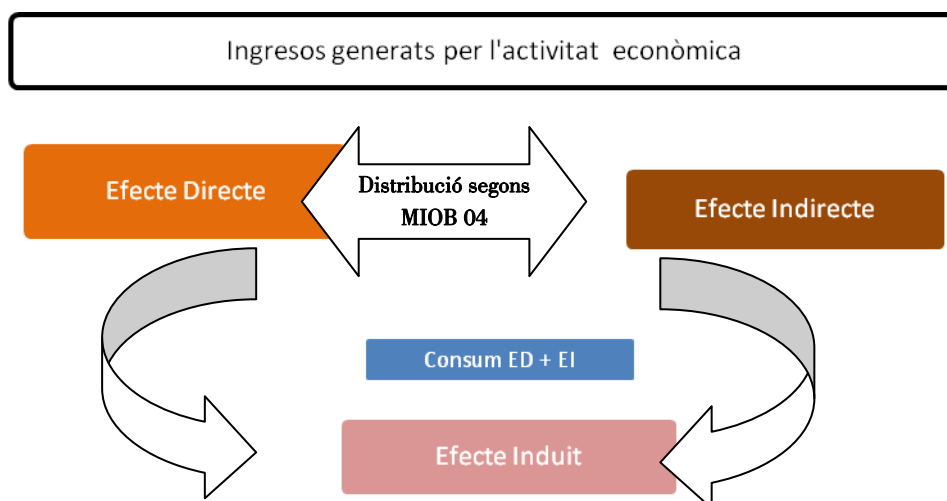 Ingresos generats per l'activitat econòmica
Efecte Directe
Distribució segons
MIOB 04
Efecte Indirecte
Consum ED + EI
Efecte Induit